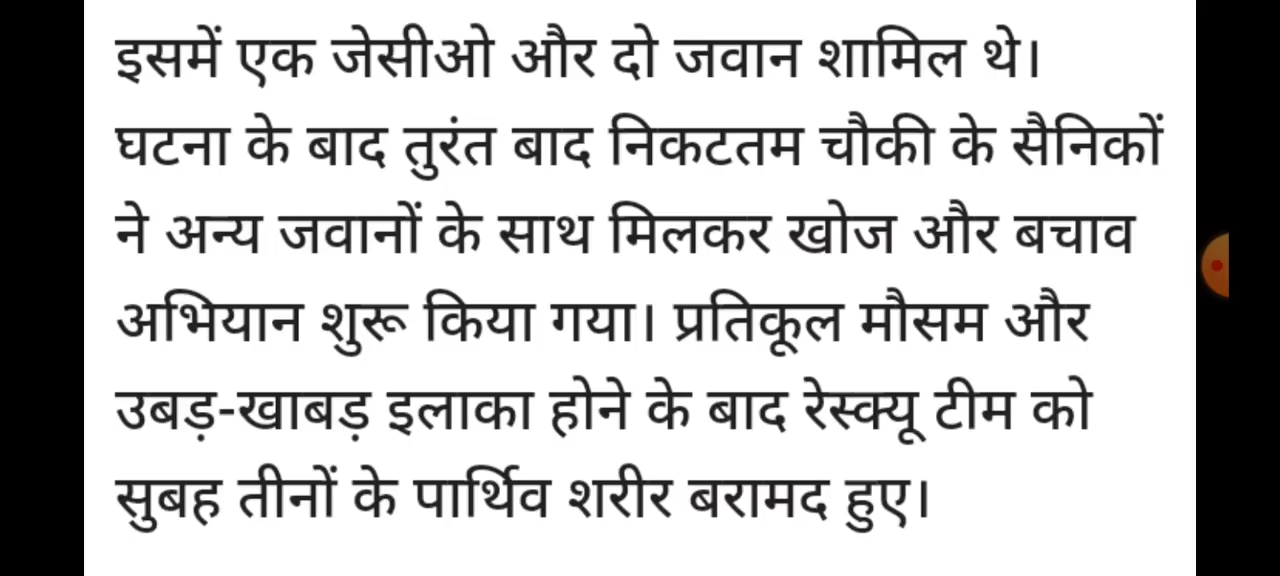 इसमें एक जेसीओ और दो जवान शामिल थे।
घटना के बाद तुरंत बाद निकटतम चौकी के सैनिकों
ने अन्य जवानों के साथ मिलकर खोज और बचाव
अभियान शुरू किया गया। प्रतिकूल मौसम और
उबड़-खाबड़ इलाका होने के बाद रेस्क्यू टीम को
सुबह तीनों के पार्थिव शरीर बरामद हुए।